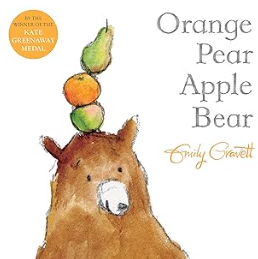 BY THE
WINNER OF THE
KATE
GREENAWAY
MEDAL
Orange
Pear
Apple
Bear
Emily Gravett